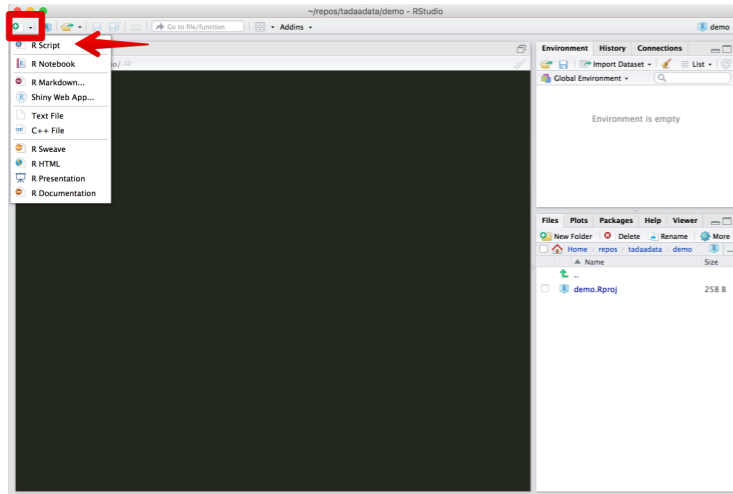 ~/repos/tadaadata/demo - RStudio
Go to file/function
Addins
demo
R Script
R Notebook
R Markdown...
Shiny Web App...
Text File
C++ File
R Sweave
R HTML
R Presentation
R Documentation
Environment History Connections
Import Dataset List
Global Environment
Environment is empty
Files Plots Packages Help Viewer
New Folder Delete Rename More
Home repos tadaadata demo ...
Name Size
..
demo.Rproj 258 B